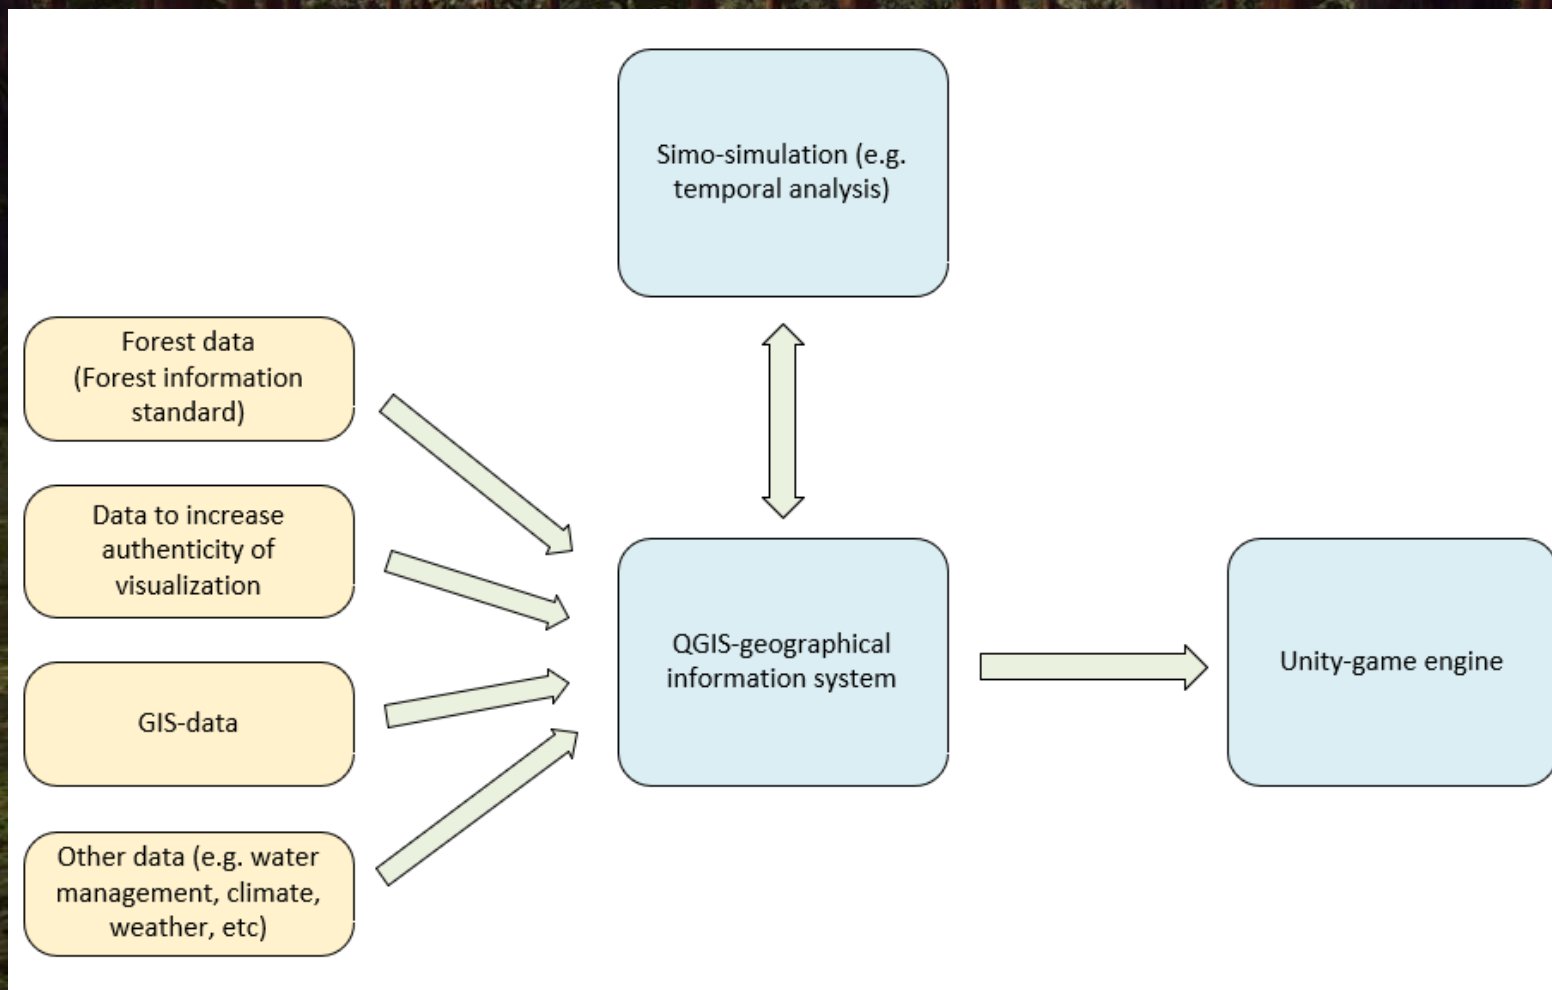 Simo-simulation (e.g.
temporal analysis)
Forest data
(Forest information
standard)
Data to increase
authenticity of
visualization
GIS-data
Other data (e.g. water
management, climate,
weather, etc)
QGIS-geographical
information system
Unity-game engine